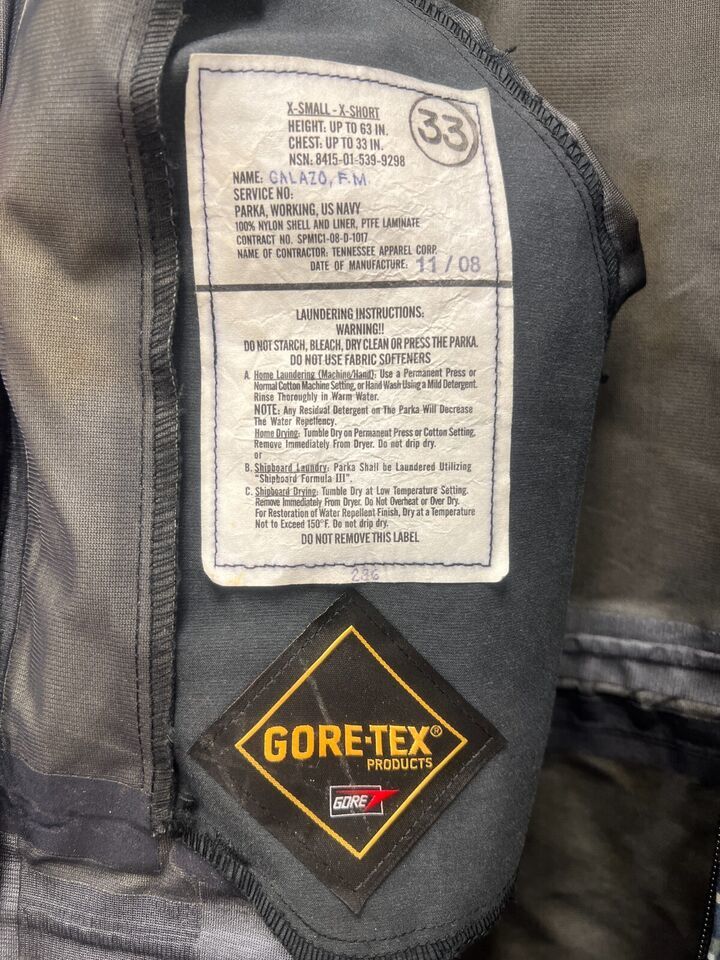 X-SMALL - X-SHORT
HEIGHT: UP TO 63 IN.
CHEST: UP TO 33 IN.
NSN: 8415-01-539-9298
33
NAME: GALAZO, F.M
SERVICE NO:
PARKA, WORKING, US NAVY
100% NYLON SHELL AND LINER, PTFE LAMINATE
CONTRACT NO. SPM1C1-08-D-1017
NAME OF CONTRACTOR: TENNESSEE APPAREL CORP.
DATE OF MANUFACTURE: 11/08
LAUNDERING INSTRUCTIONS:
WARNING!!
DO NOT STARCH, BLEACH, DRY CLEAN OR PRESS THE PARKA.
DO NOT USE FABRIC SOFTENERS
A. Home Laundering (Machine/Hand): Use a Permanent Press or
Normal Cotton Machine Setting, or Hand Wash Using a Mild Detergent.
Rinse Thoroughly in Warm Water.
NOTE: Any Residual Detergent on The Parka Will Decrease
The Water Repellency.
Home Drying: Tumble Dry on Permanent Press or Cotton Setting.
Remove Immediately From Dryer. Do not drip dry.
or
B. Shipboard Laundry: Parka Shall be Laundered Utilizing
"Shipboard Formula III".
C. Shipboard Drying: Tumble Dry at Low Temperature Setting.
Remove Immediately From Dryer. Do Not Overheat or Over Dry.
For Restoration of Water Repellent Finish, Dry at a Temperature
Not to Exceed 150°F. Do not drip dry.
DO NOT REMOVE THIS LABEL
286
GORE-TEX®
PRODUCTS
GORE